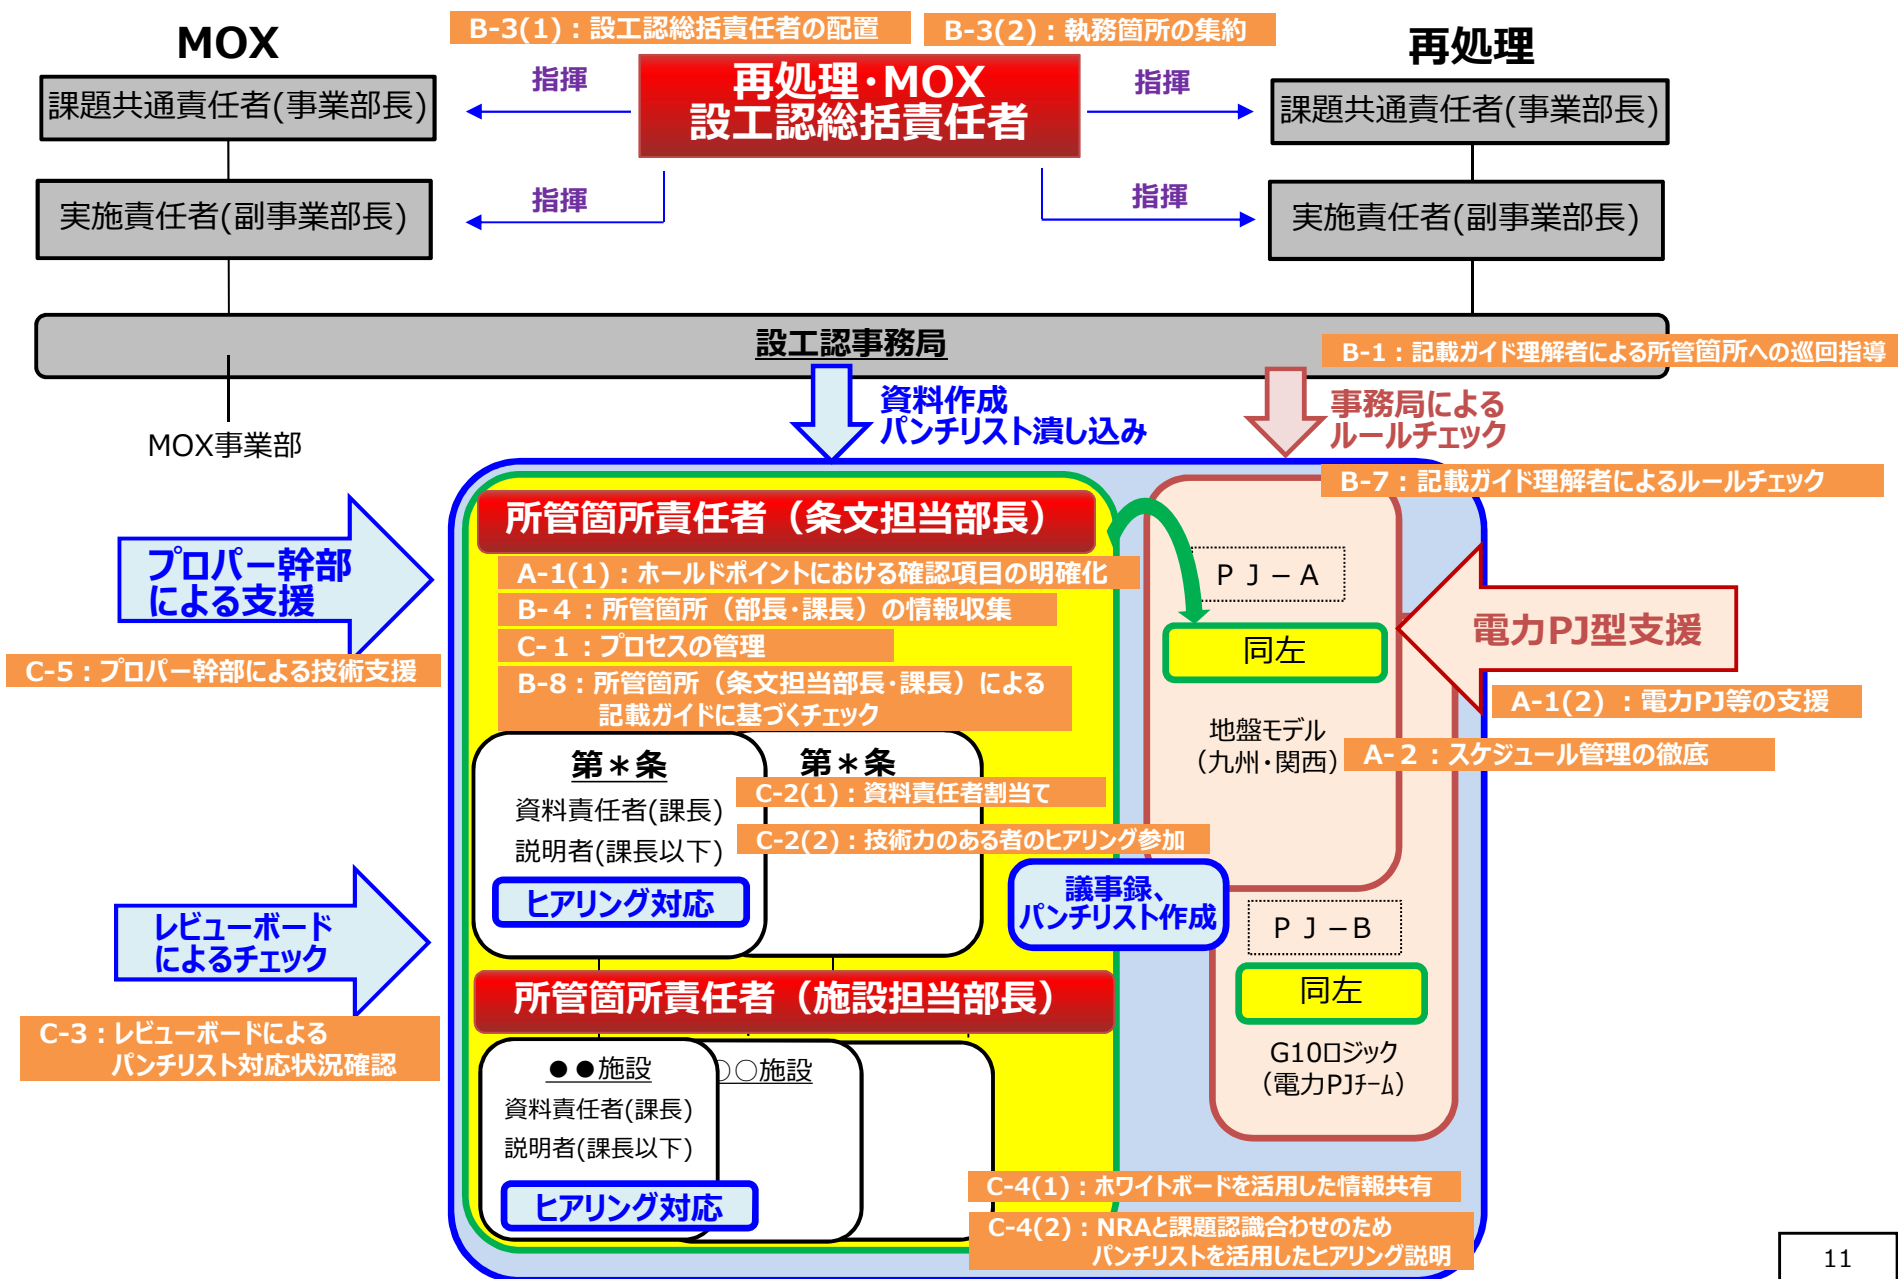 B-3(1)：設工認総括責任者の配置
B-3(2)：執務箇所の集約
MOX
再処理
指揮
再処理・MOX
設工認総括責任者
指揮
課題共通責任者(事業部長)
課題共通責任者(事業部長)
指揮
指揮
実施責任者(副事業部長)
実施責任者(副事業部長)
設工認事務局
B-1：記載ガイド理解者による所管箇所への巡回指導
資料作成
パンチリスト潰し込み
事務局による
ルールチェック
MOX事業部
B-7：記載ガイド理解者によるルールチェック
所管箇所責任者（条文担当部長）
プロパー幹部
による支援
A-1(1)：ホールドポイントにおける確認項目の明確化
B-４：所管箇所（部長・課長）の情報収集
C-１：プロセスの管理
B-8：所管箇所（条文担当部長・課長）による
記載ガイドに基づくチェック
C-5：プロパー幹部による技術支援
ＰＪ－Ａ
同左
地盤モデル
（九州・関西）
電力PJ型支援
A-1(2)：電力PJ等の支援
A-２：スケジュール管理の徹底
第＊条
資料責任者(課長)
説明者(課長以下)
ヒアリング対応
第＊条
C-2(1)：資料責任者割当て
C-2(2)：技術力のある者のヒアリング参加
議事録、
パンチリスト作成
レビューボード
によるチェック
C-3：レビューボードによる
パンチリスト対応状況確認
ＰＪ－Ｂ
同左
G10ロジック
（電力PJﾁｰﾑ）
所管箇所責任者（施設担当部長）
●●施設
資料責任者(課長)
説明者(課長以下)
ヒアリング対応
○○施設
C-4(1)：ホワイトボードを活用した情報共有
C-4(2)：NRAと課題認識合わせのため
パンチリストを活用したヒアリング説明
11